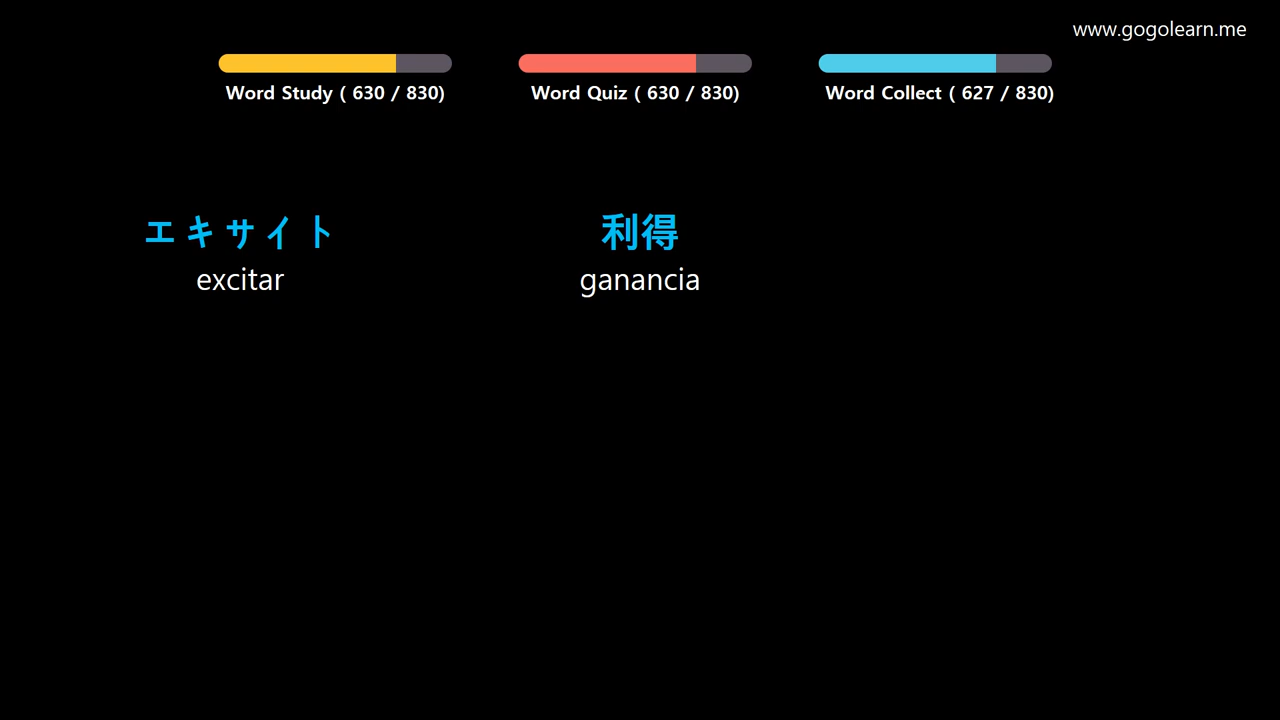 www.gogolearn.me
Word Study ( 630 / 830)
Word Quiz ( 630 / 830)
Word Collect ( 627 / 830)
エキサイト
excitar
利得
ganancia